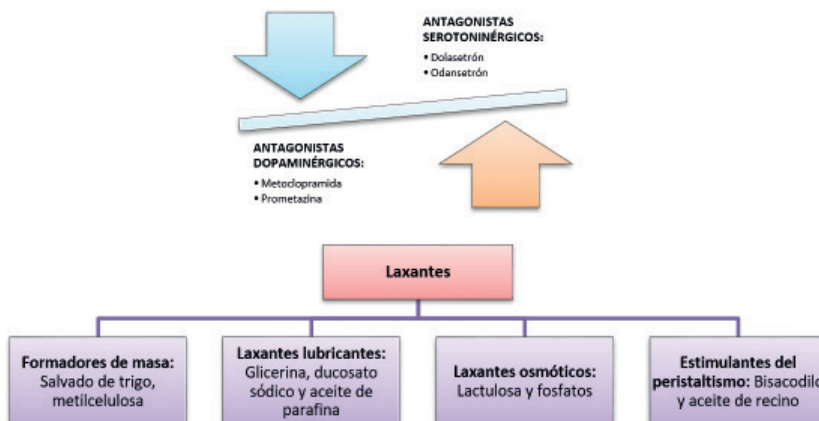 ANTAGONISTAS
SEROTONINÉRGICOS:
• Dolasetrón
• Odansetrón
ANTAGONISTAS
DOPAMINÉRGICOS:
• Metoclopramida
• Prometazina
Laxantes
Formadores de masa:
Salvado de trigo,
metilcelulosa
Laxantes lubricantes:
Glicerina, ducosato
sódico y aceite de
parafina
Laxantes osmóticos:
Lactulosa y fosfatos
Estimulantes del
peristaltismo: Bisacodilo
y aceite de recino